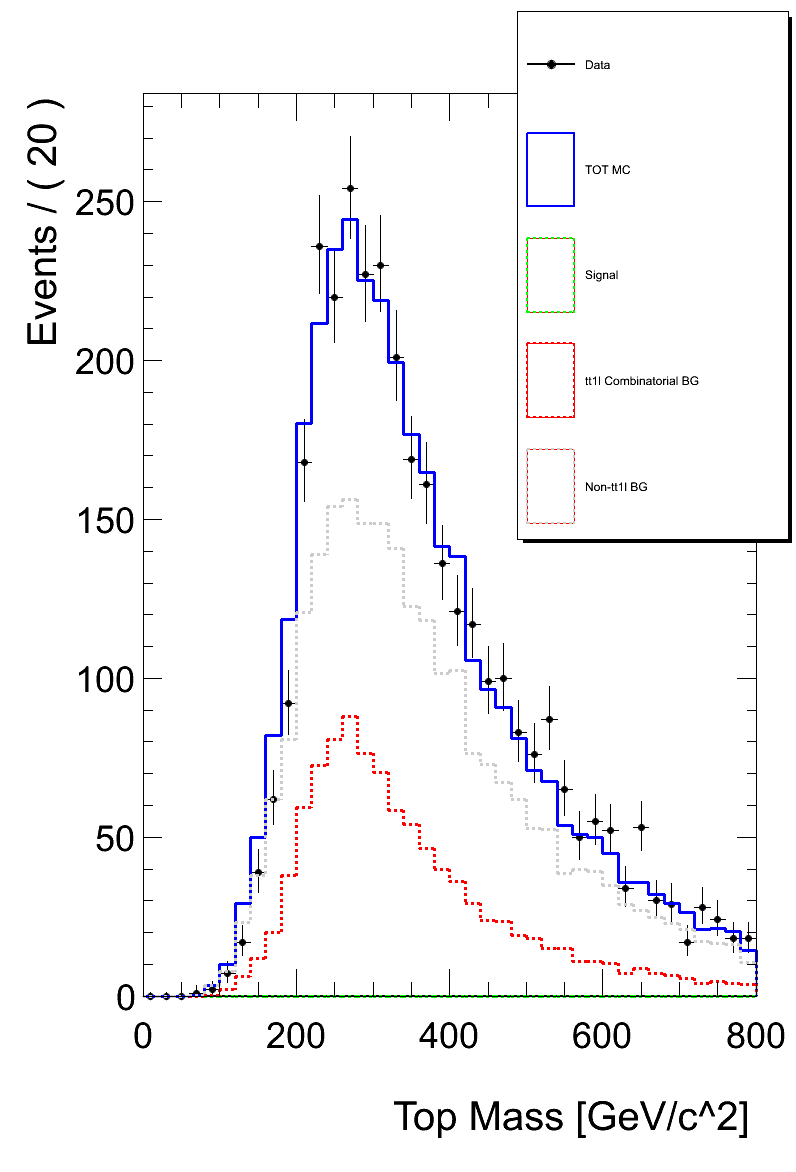 Data
TOT MC
Signal
tt1l Combinatorial BG
Non-tt1l BG
Events / ( 20 )
250
200
150
100
50
0
0 200 400 600 800
Top Mass [GeV/c^2]